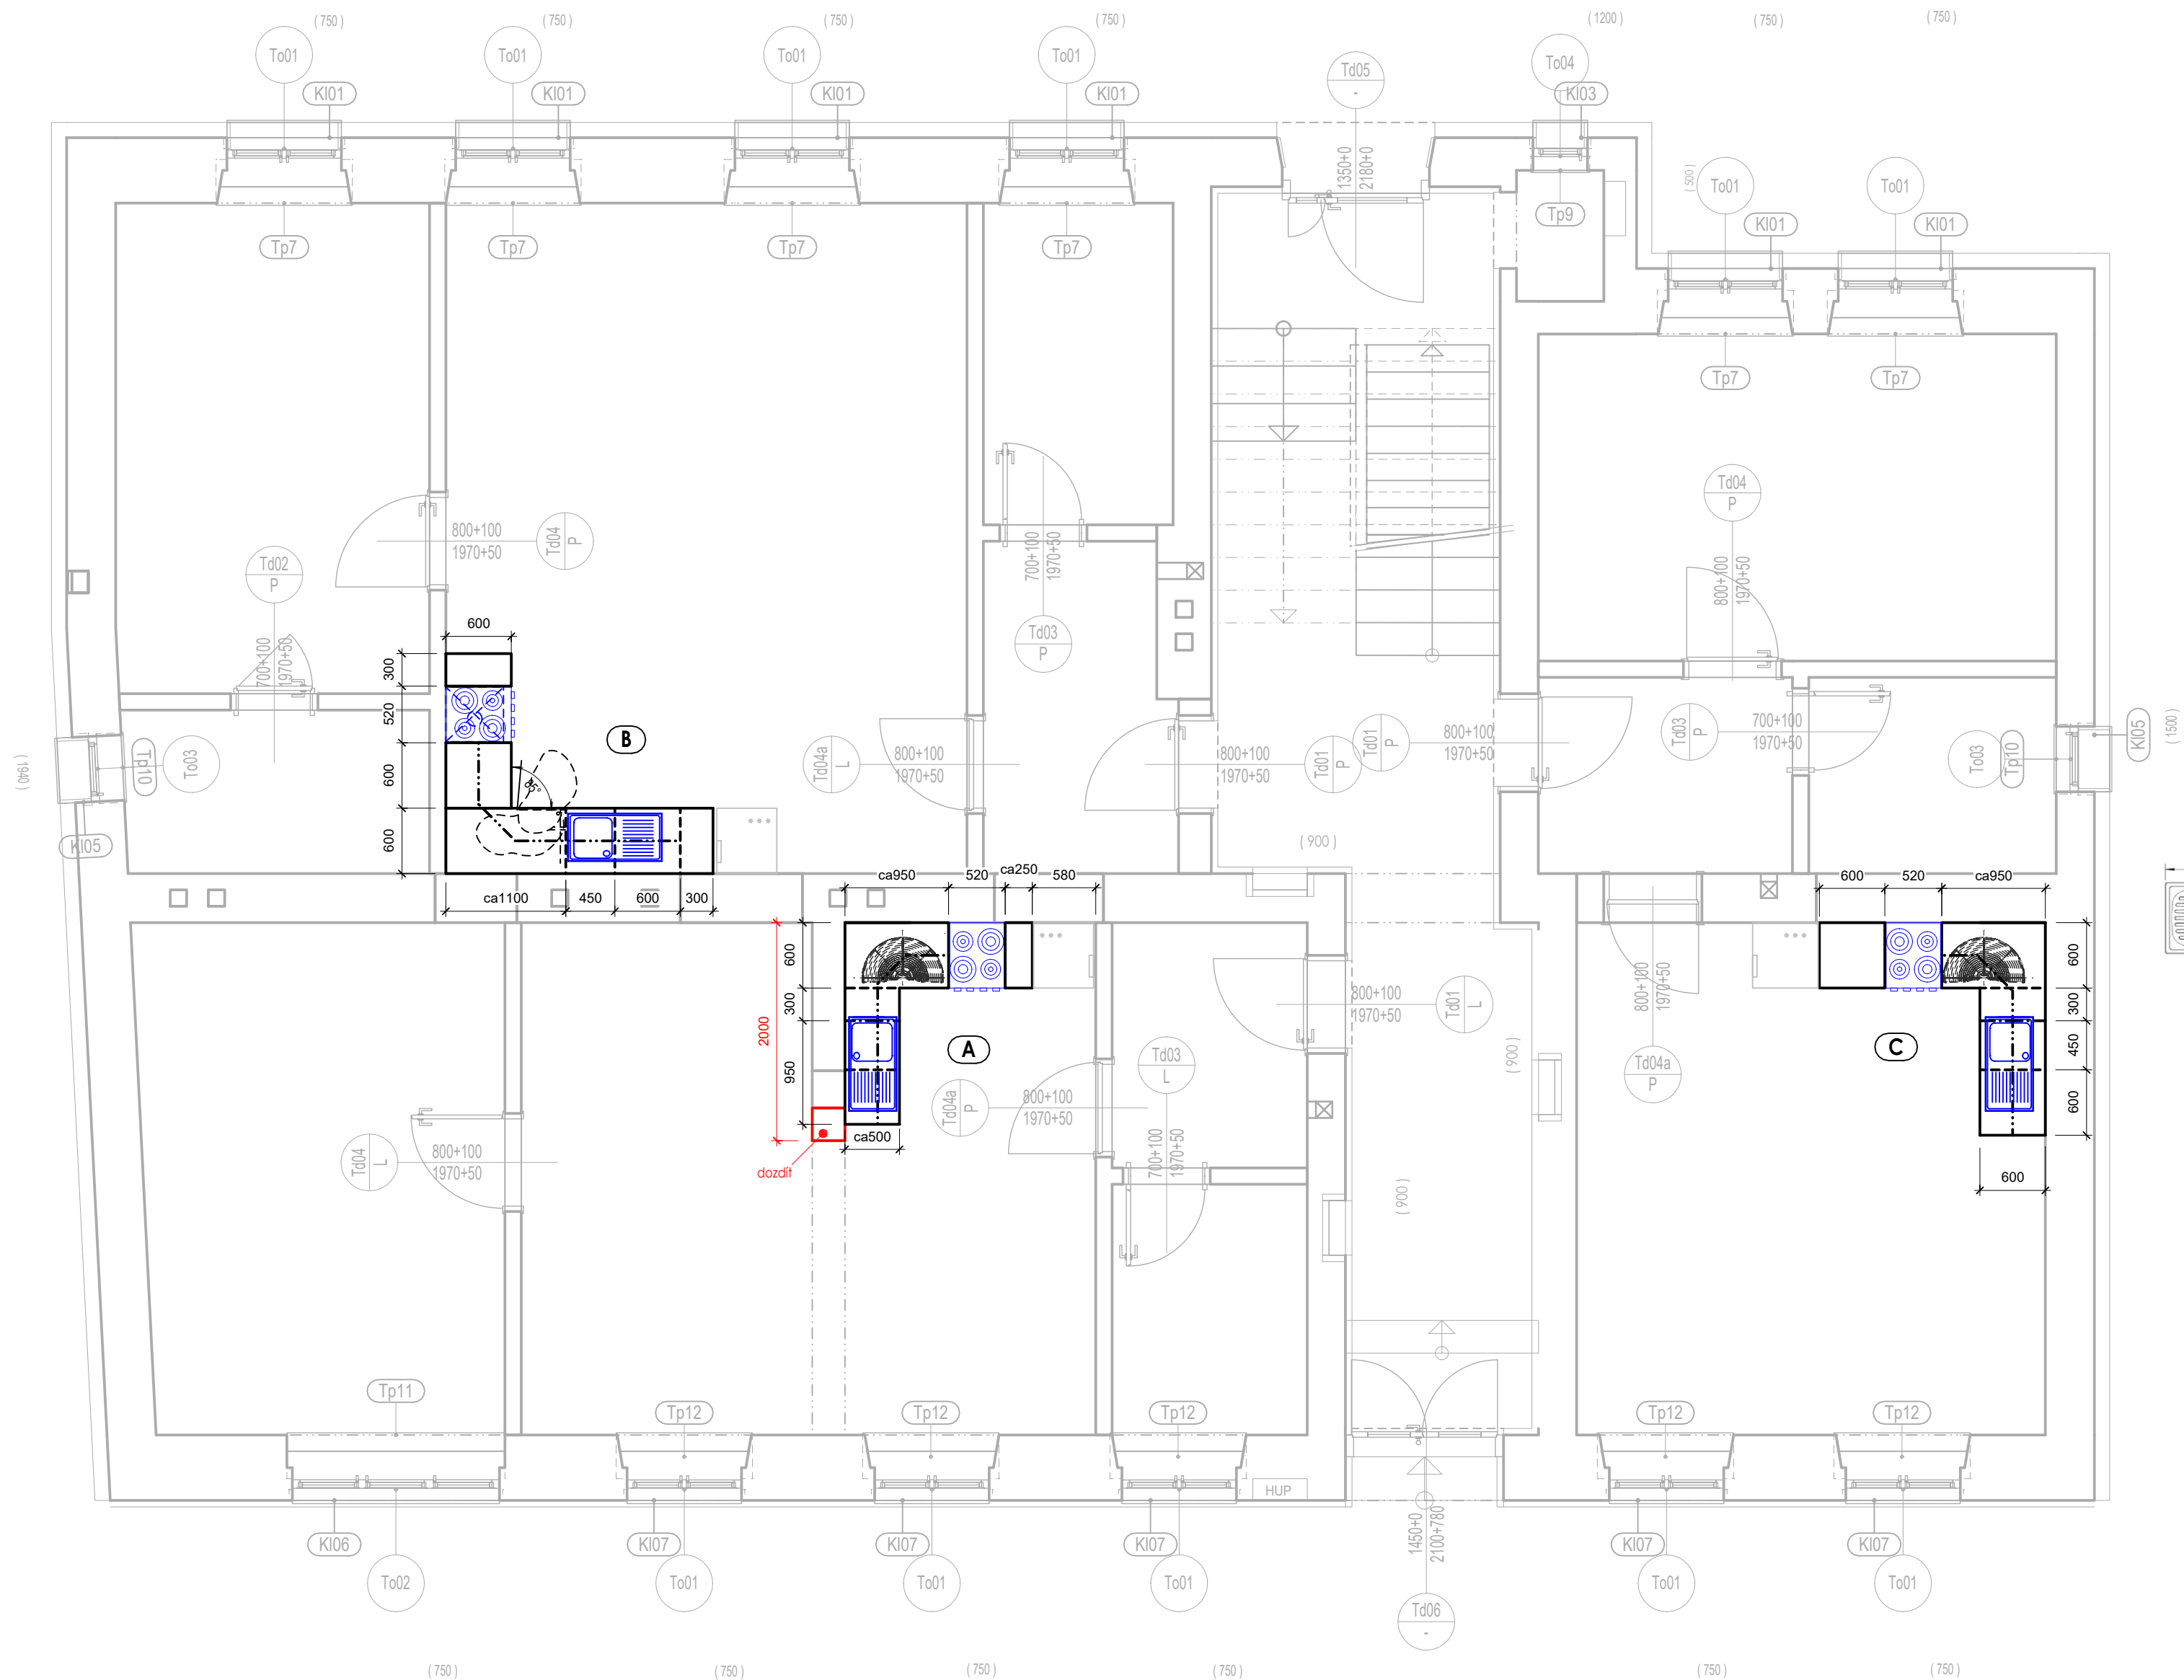 ( 750 ) ( 750 ) ( 750 ) ( 750 ) ( 1200 ) ( 750 ) ( 750 )
To01 To01 To01 To01 Td05 - To04
Kl01 Kl01 Kl01 Kl01 Kl03
1350+0
2180+0
( 500 )
To01 To01
Tp7 Tp7 Tp7 Tp7 Tp9
Kl01 Kl01
Tp7 Tp7
Td04 P
800+100
1970+50
Td04 P
700+100
1970+50
Td02 P
700+100
1970+50
Td03 P
800+100
1970+50
600
300
520
600
600
85°
B
Td04a L
800+100
1970+50
800+100
1970+50
Td01 P
Td01 P
800+100
1970+50
Td03 P
700+100
1970+50
To03
Tp10
Kl05
( 1500 )
( 1940 )
Tp10
To03
Kl05
( 900 )
ca1100 450 600 300
ca950 520 ca250 580
600 520 ca950
600
300
950
2000
A
ca500
dozdít
Td04a P
800+100
1970+50
Td03 L
700+100
1970+50
800+100
1970+50
Td01 L
( 900 )
( 900 )
800+100
1970+50
Td04a P
C
600
300
450
600
600
Td04 L
800+100
1970+50
Tp11 Tp12 Tp12 Tp12 Tp12 Tp12
HUP
Kl06 Kl07 Kl07 Kl07 Kl07 Kl07
1450+0
2100+780
To02 To01 To01 To01 To01 To01
Td06 -
( 750 ) ( 750 ) ( 750 ) ( 750 ) ( 750 ) ( 750 )